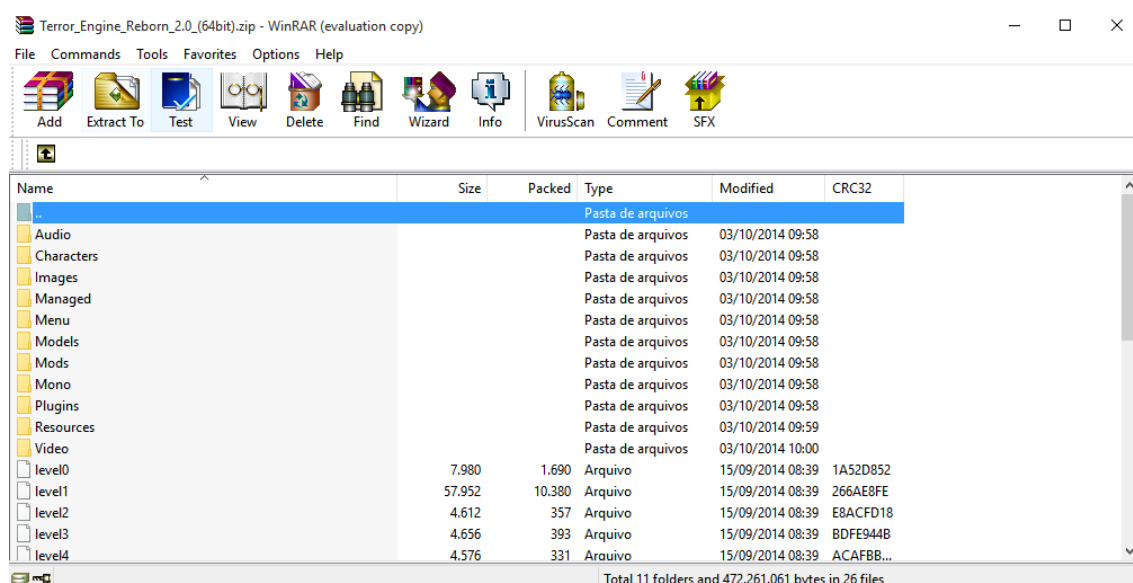 Terror_Engine_Reborn_2.0_(64bit).zip - WinRAR (evaluation copy)
File Commands Tools Favorites Options Help
Add Extract To Test View Delete Find Wizard Info VirusScan Comment SFX
Name Size Packed Type Modified CRC32
.. Pasta de arquivos
Audio Pasta de arquivos 03/10/2014 09:58
Characters Pasta de arquivos 03/10/2014 09:58
Images Pasta de arquivos 03/10/2014 09:58
Managed Pasta de arquivos 03/10/2014 09:58
Menu Pasta de arquivos 03/10/2014 09:58
Models Pasta de arquivos 03/10/2014 09:58
Mods Pasta de arquivos 03/10/2014 09:58
Mono Pasta de arquivos 03/10/2014 09:58
Plugins Pasta de arquivos 03/10/2014 09:58
Resources Pasta de arquivos 03/10/2014 09:59
Video Pasta de arquivos 03/10/2014 10:00
level0 7.980 1.690 Arquivo 15/09/2014 08:39 1A52D852
level1 57.952 10.380 Arquivo 15/09/2014 08:39 266AE8FE
level2 4.612 357 Arquivo 15/09/2014 08:39 E8ACFD18
level3 4.656 393 Arquivo 15/09/2014 08:39 BDFE944B
level4 4.576 331 Arquivo 15/09/2014 08:39 ACAFBB...
Total 11 folders and 472.261.061 bytes in 26 files